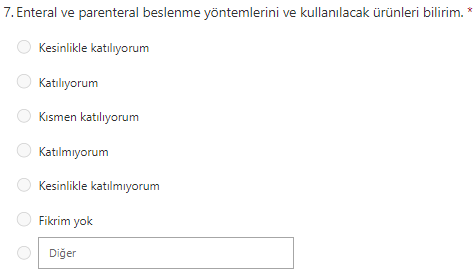 7. Enteral ve parenteral beslenme yöntemlerini ve kullanılacak ürünleri bilirim. *
Kesinlikle katılıyorum
Katılıyorum
Kısmen katılıyorum
Katılmıyorum
Kesinlikle katılmıyorum
Fikrim yok
Diğer